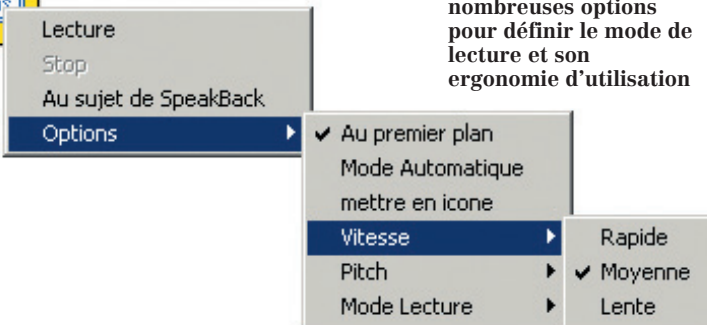 nombreuses options
pour définir le mode de
lecture et son
ergonomie d'utilisation
Lecture
Stop
Au sujet de SpeakBack
Options
Au premier plan
Mode Automatique
mettre en icone
Vitesse
Pitch
Mode Lecture
Rapide
Moyenne
Lente